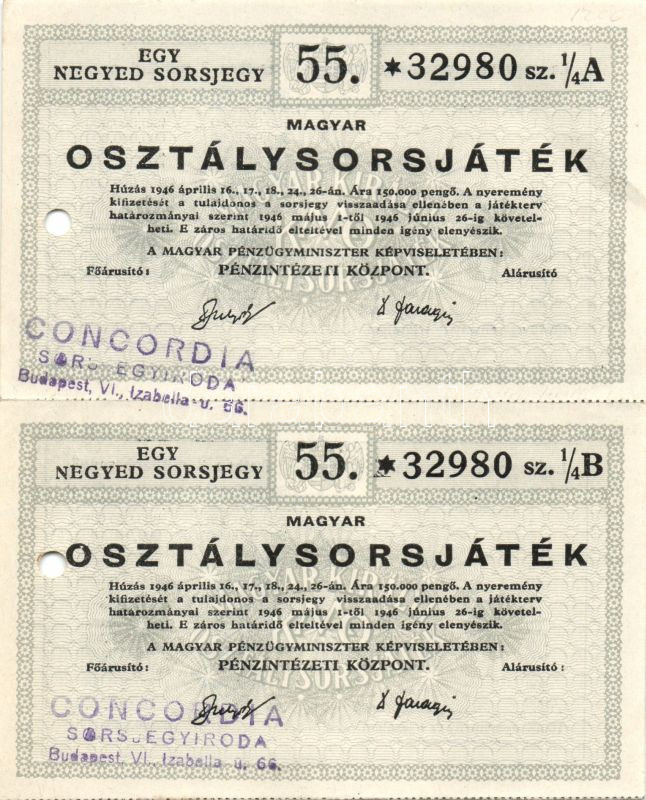 EGY
NEGYED SORSJEGY
55.
*32980 sz. 1/4A
MAGYAR
OSZTÁLYSORSJÁTÉK
Húzás 1946 április 16., 17., 18., 24., 26-án. Ára 150.000 pengő. A nyeremény
kifizetését a tulajdonos a sorsjegy visszaadása ellenében a játékterv
határozmányai szerint 1946 május 1-től 1946 június 26-ig követel-
heti. E záros határidő elteltével minden igény elenyészik.
A MAGYAR PÉNZÜGYMINISZTER KÉPVISELETÉBEN:
Főárusító: PÉNZINTÉZETI KÖZPONT. Alárusító
CONCORDIA
SORSJEGYIRODA
Budapest, VI., Izabella u. 66.
EGY
NEGYED SORSJEGY
55.
*32980 sz. 1/4B
MAGYAR
OSZTÁLYSORSJÁTÉK
Húzás 1946 április 16., 17., 18., 24., 26-án. Ára 150.000 pengő. A nyeremény
kifizetését a tulajdonos a sorsjegy visszaadása ellenében a játékterv
határozmányai szerint 1946 május 1-től 1946 június 26-ig követel-
heti. E záros határidő elteltével minden igény elenyészik.
A MAGYAR PÉNZÜGYMINISZTER KÉPVISELETÉBEN:
Főárusító: PÉNZINTÉZETI KÖZPONT. Alárusító:
CONCORDIA
SORSJEGYIRODA
Budapest, VI., Izabella u. 66.